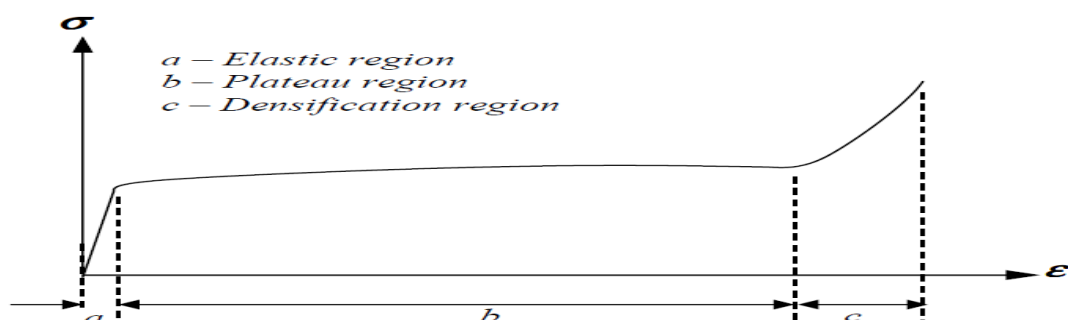 σ
a – Elastic region
b – Plateau region
c – Densification region
ε
a b c